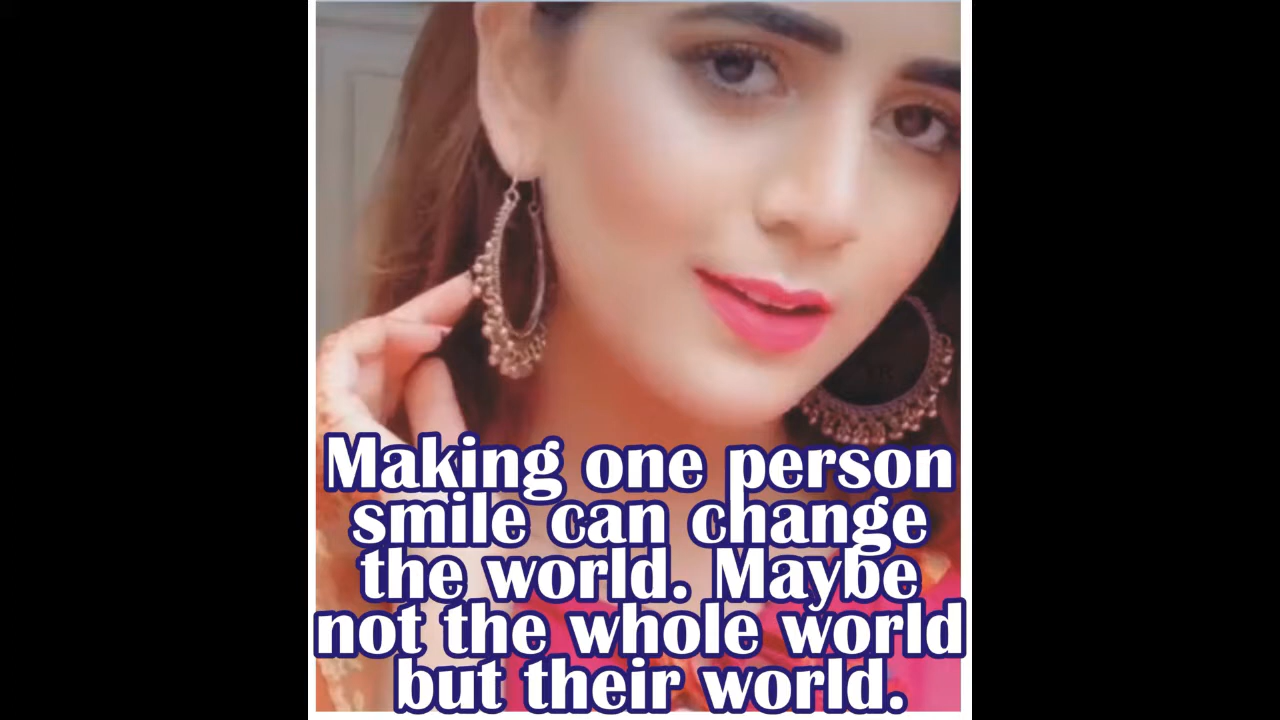 Making one person
smile can change
the world. Maybe
not the whole world
but their world.